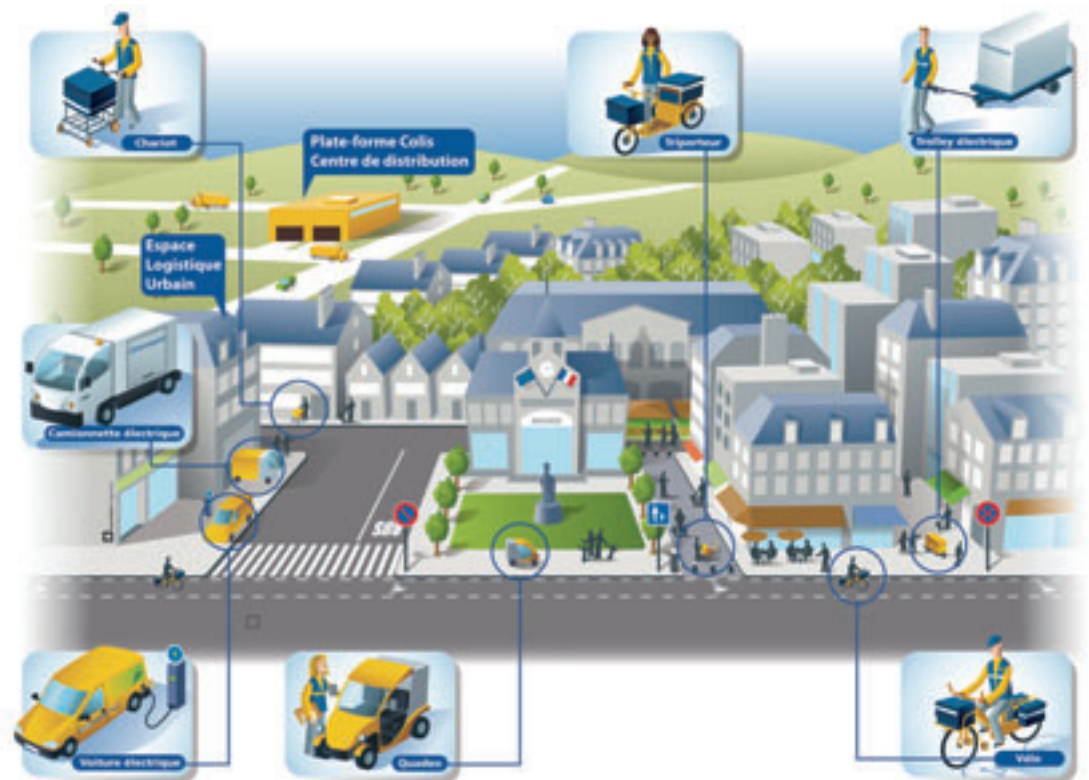 Chariot
Triporteur
Trolley électrique
Plate-forme Colis
Centre de distribution
Espace
Logistique
Urbain
Camionnette électrique
Voiture électrique
Quadeo
Vélo